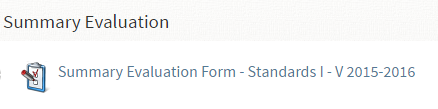 Summary Evaluation
Summary Evaluation Form - Standards I - V 2015-2016